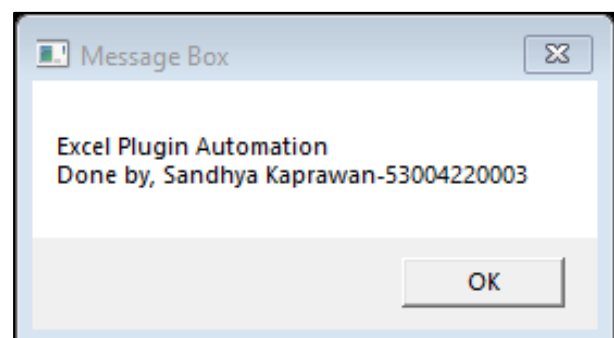 Message Box
Excel Plugin Automation
Done by, Sandhya Kaprawan-53004220003
OK